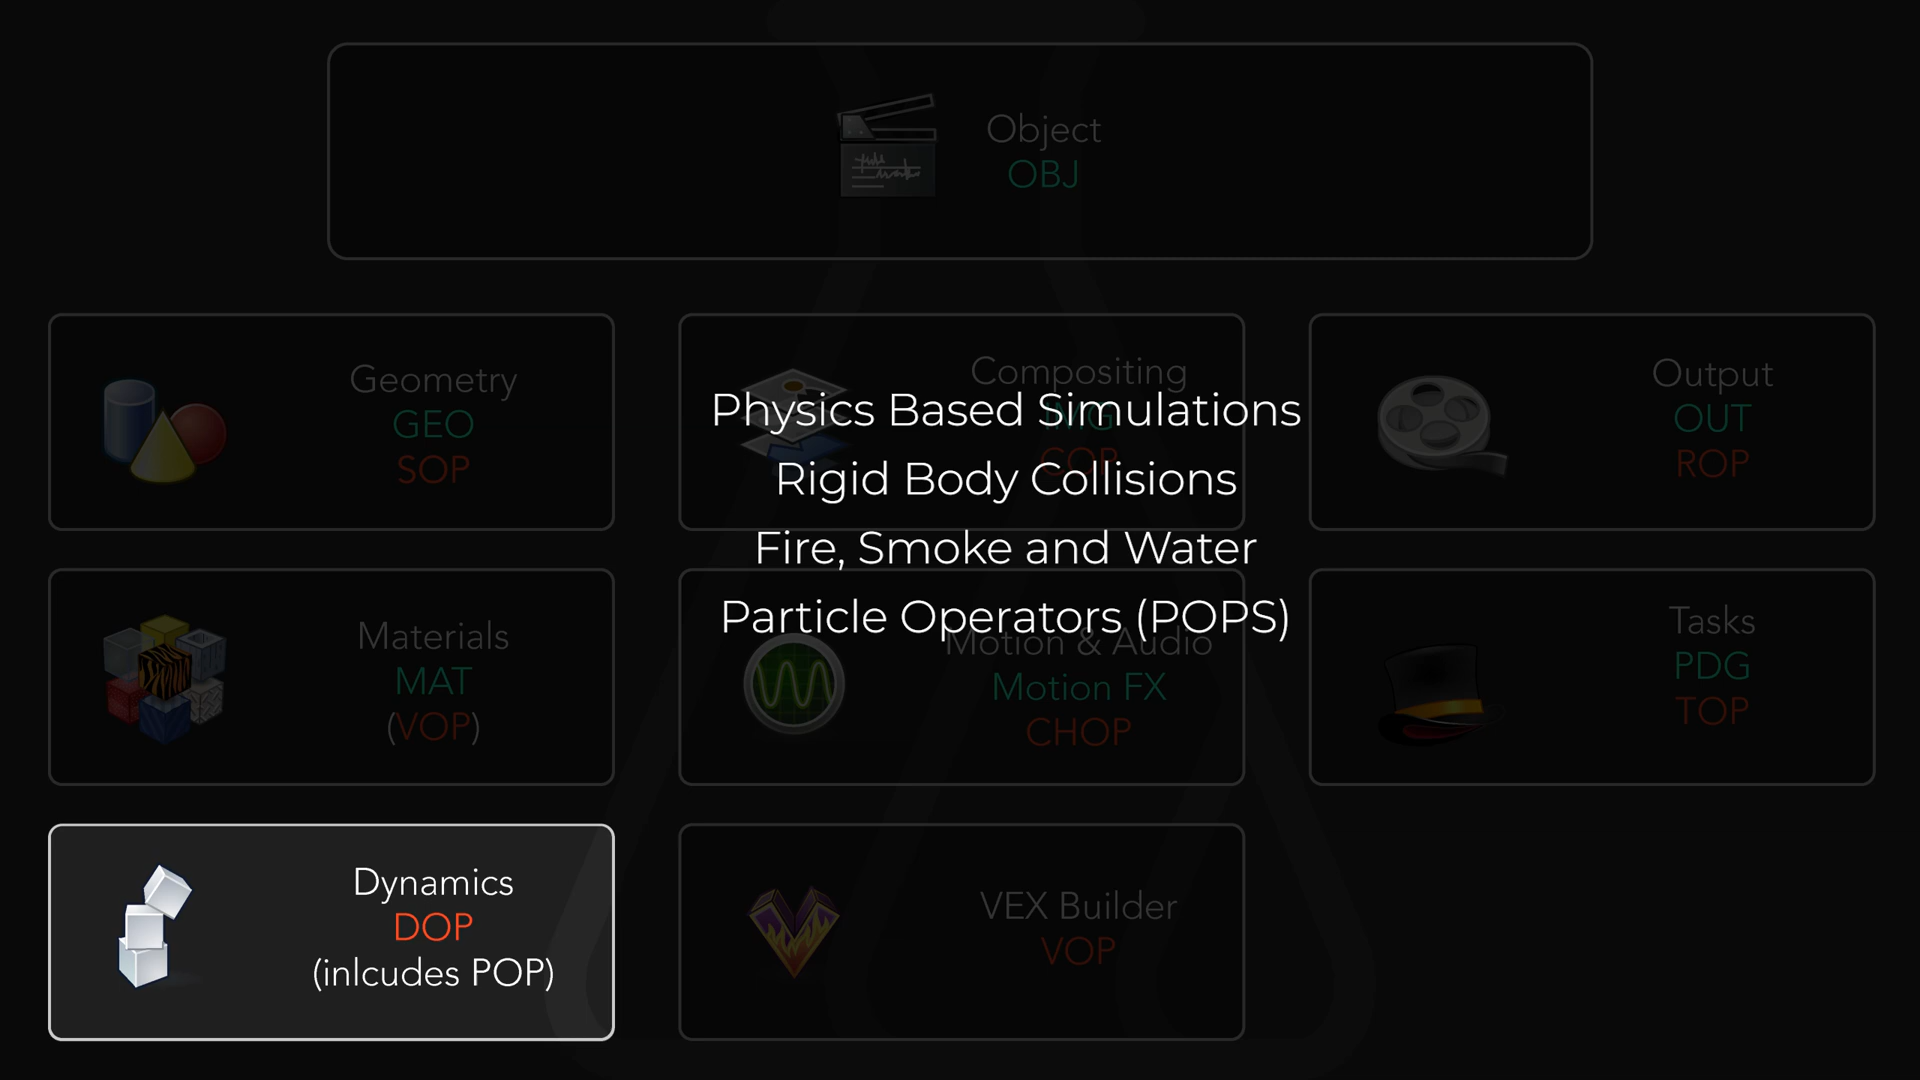 Object
OBJ
Geometry
GEO
SOP
Compositing
IMG
COP
Output
OUT
ROP
Physics Based Simulations
Rigid Body Collisions
Fire, Smoke and Water
Particle Operators (POPS)
Materials
MAT
(VOP)
Motion & Audio
Motion FX
CHOP
Tasks
PDG
TOP
Dynamics
DOP
(inlcudes POP)
VEX Builder
VOP